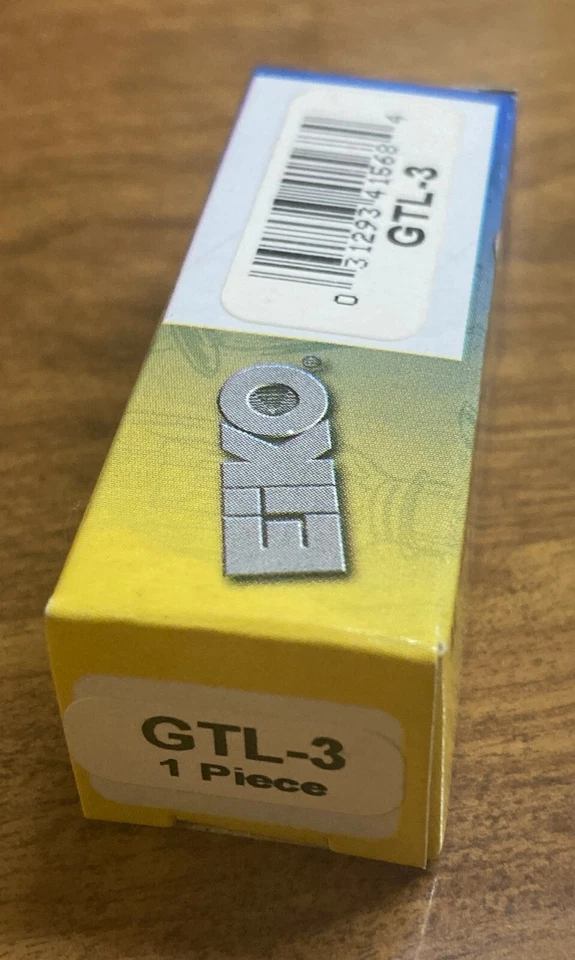 0 31293 41568 4
GTL-3
EIKO®
GTL-3
1 Piece